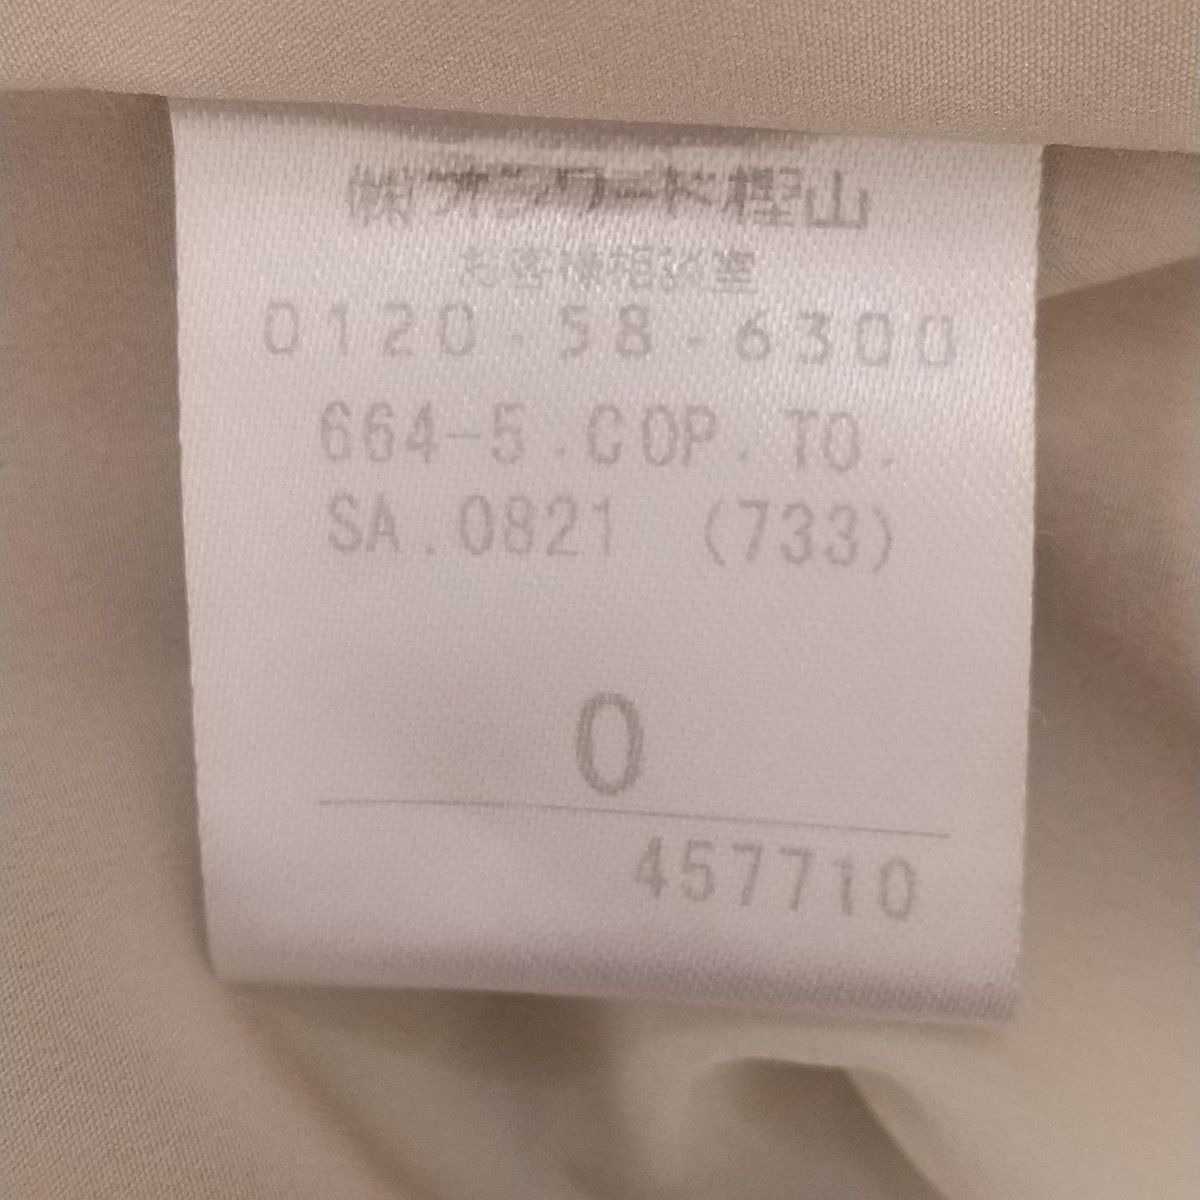 ㈱オンワード樫山
お客様相談室
0120-58-6300
664-5.COP.TO.
SA.0821 (733)
0
457710